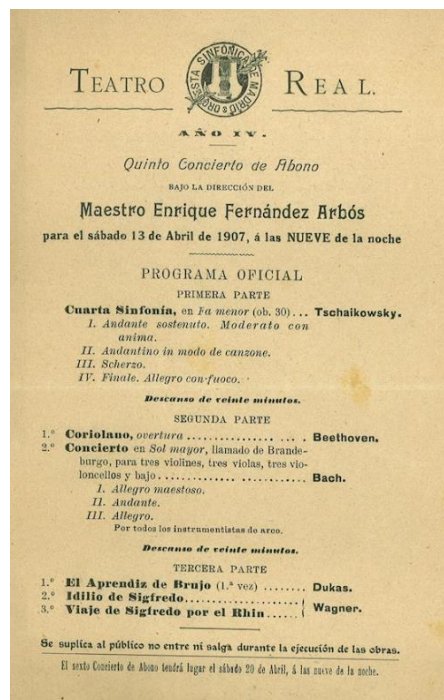 TEATRO REAL.
ORQUESTA SINFÓNICA DE MADRID
AÑO IV.
Quinto Concierto de Abono
BAJO LA DIRECCIÓN DEL
Maestro Enrique Fernández Arbós
para el sábado 13 de Abril de 1907, á las NUEVE de la noche
PROGRAMA OFICIAL
PRIMERA PARTE
Cuarta Sinfonía, en Fa menor (ob. 30)... Tschaikowsky.
I. Andante sostenuto. Moderato con
anima.
II. Andantino in modo de canzone.
III. Scherzo.
IV. Finale. Allegro con fuoco.
Descanso de veinte minutos.
SEGUNDA PARTE
1.º Coriolano, overtura .................. Beethoven.
2.º Concierto en Sol mayor, llamado de Brande-
burgo, para tres violines, tres violas, tres vio-
loncellos y bajo........................... Bach.
I. Allegro maestoso.
II. Andante.
III. Allegro.
Por todos los instrumentistas de arco.
Descanso de veinte minutos.
TERCERA PARTE
1.º El Aprendiz de Brujo (1.ª vez) ........ Dukas.
2.º Idilio de Sigfredo.....................
3.º Viaje de Sigfredo por el Rhin..... Wagner.
Se suplica al público no entre ni salga durante la ejecución de las obras.
El sexto Concierto de Abono tendrá lugar el sábado 20 de Abril, á las nueve de la noche.